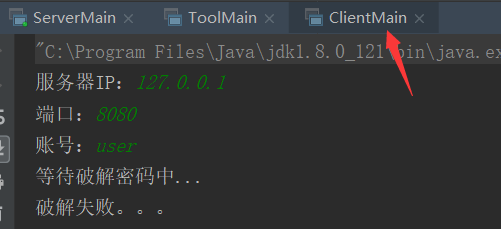 ServerMain ToolMain ClientMain
"C:\Program Files\Java\jdk1.8.0_121\bin\java.ex
服务器IP：127.0.0.1
端口：8080
账号：user
等待破解密码中...
破解失败。。。